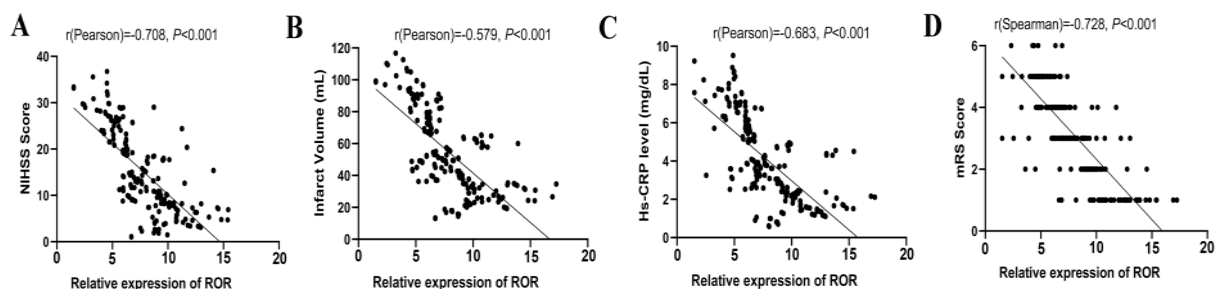 A
r(Pearson)=-0.708, P<0.001
40
30
20
10
0
NIHSS Score
0 5 10 15 20
Relative expression of ROR
B
r(Pearson)=-0.579, P<0.001
120
100
80
60
40
20
0
Infarct Volume (mL)
0 5 10 15 20
Relative expression of ROR
C
r(Pearson)=-0.683, P<0.001
10
8
6
4
2
0
Hs-CRP level (mg/dL)
0 5 10 15 20
Relative expression of ROR
D
r(Spearman)=-0.728, P<0.001
6
5
4
3
2
1
0
mRS Score
0 5 10 15 20
Relative expression of ROR